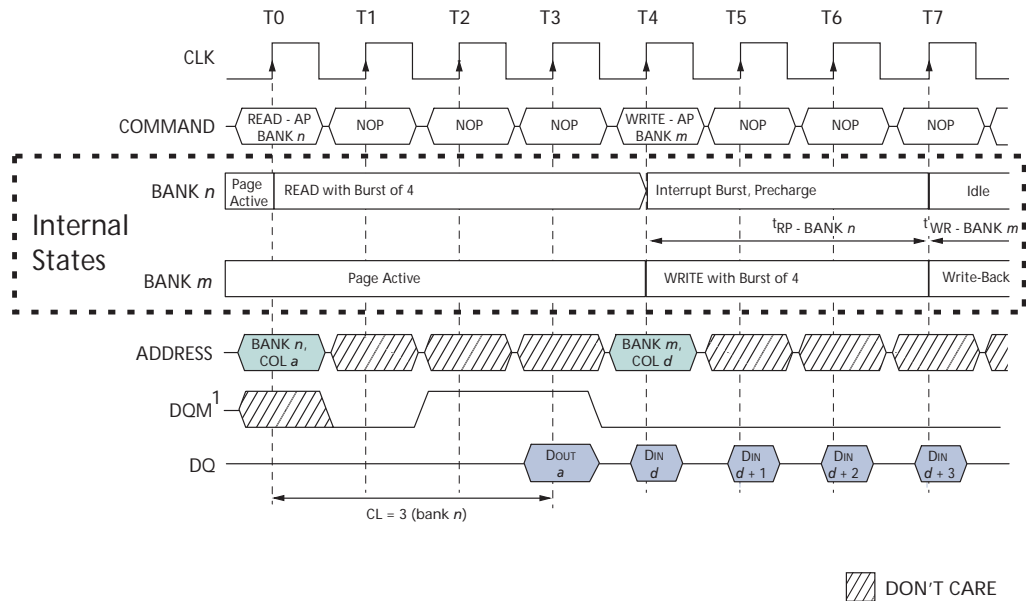 T0 T1 T2 T3 T4 T5 T6 T7
CLK
COMMAND
READ - AP
BANK n
NOP
NOP
NOP
WRITE - AP
BANK m
NOP
NOP
NOP
Internal
States
BANK n
Page
Active
READ with Burst of 4
Interrupt Burst, Precharge
Idle
tRP - BANK n
tWR - BANK m
BANK m
Page Active
WRITE with Burst of 4
Write-Back
ADDRESS
BANK n,
COL a
BANK m,
COL d
DQM1
DQ
DOUT
a
DIN
d
DIN
d + 1
DIN
d + 2
DIN
d + 3
CL = 3 (bank n)
DON'T CARE